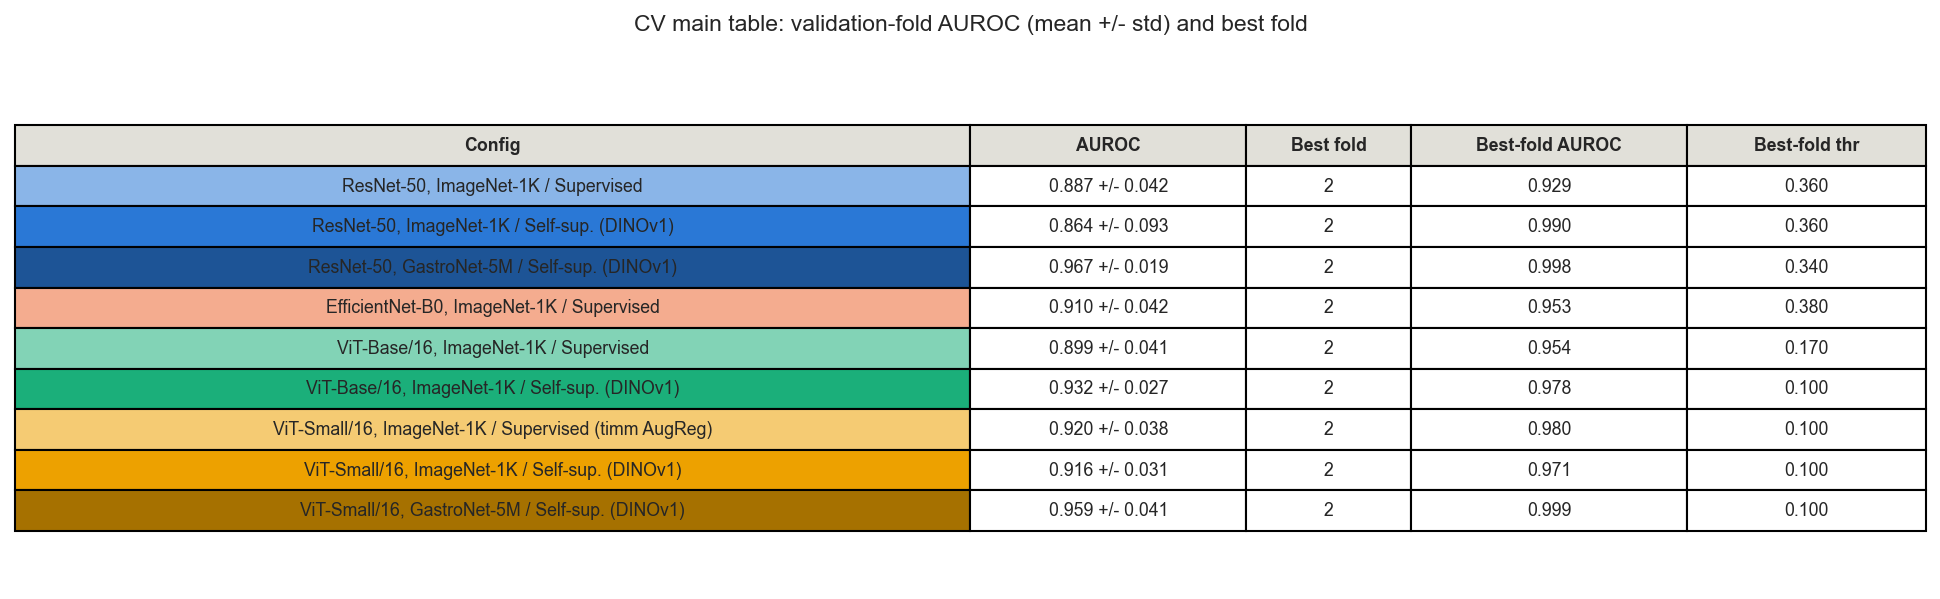 CV main table: validation-fold AUROC (mean +/- std) and best fold
Config AUROC Best fold Best-fold AUROC Best-fold thr
ResNet-50, ImageNet-1K / Supervised 0.887 +/- 0.042 2 0.929 0.360
ResNet-50, ImageNet-1K / Self-sup. (DINOv1) 0.864 +/- 0.093 2 0.990 0.360
ResNet-50, GastroNet-5M / Self-sup. (DINOv1) 0.967 +/- 0.019 2 0.998 0.340
EfficientNet-B0, ImageNet-1K / Supervised 0.910 +/- 0.042 2 0.953 0.380
ViT-Base/16, ImageNet-1K / Supervised 0.899 +/- 0.041 2 0.954 0.170
ViT-Base/16, ImageNet-1K / Self-sup. (DINOv1) 0.932 +/- 0.027 2 0.978 0.100
ViT-Small/16, ImageNet-1K / Supervised (timm AugReg) 0.920 +/- 0.038 2 0.980 0.100
ViT-Small/16, ImageNet-1K / Self-sup. (DINOv1) 0.916 +/- 0.031 2 0.971 0.100
ViT-Small/16, GastroNet-5M / Self-sup. (DINOv1) 0.959 +/- 0.041 2 0.999 0.100